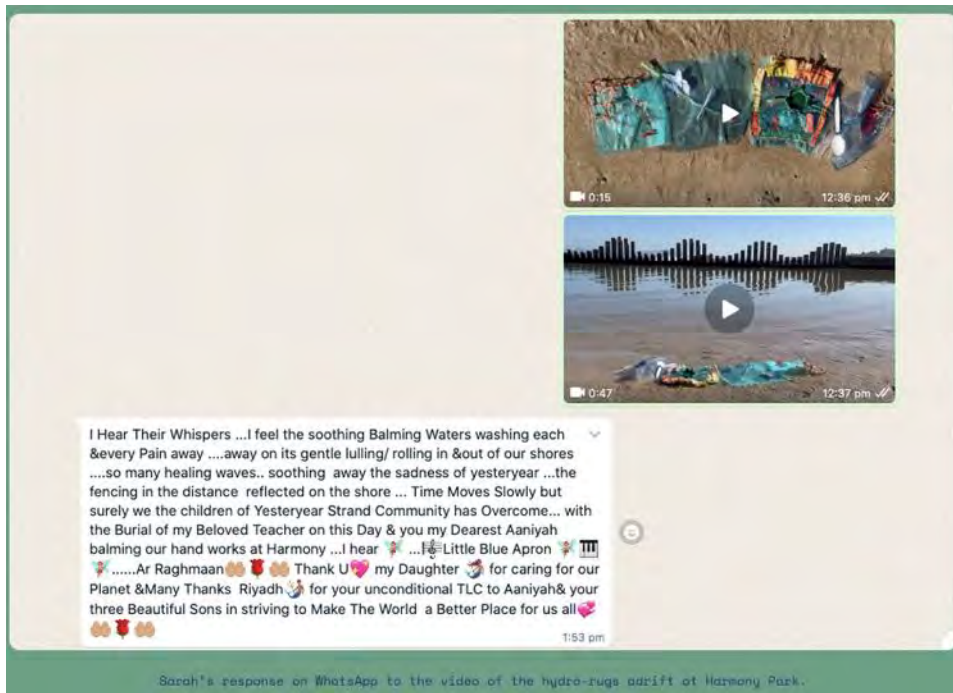 0:15 12:36 pm
0:47 12:37 pm
I Hear Their Whispers ...I feel the soothing Balming Waters washing each
&every Pain away ....away on its gentle lulling/ rolling in &out of our shores
....so many healing waves.. soothing  away the sadness of yesteryear ...the
fencing in the distance  reflected on the shore ... Time Moves Slowly but
surely we the children of Yesteryear Strand Community has Overcome... with
the Burial of my Beloved Teacher on this Day & you my Dearest Aaniyah
balming our hand works at Harmony ...I hear 🧚 ...🎼Little Blue Apron 🧚🎹
🧚......Ar Raghmaan🤲🌹🤲 Thank U💖 my Daughter 🧜 for caring for our
Planet &Many Thanks  Riyadh🧜 for your unconditional TLC to Aaniyah& your
three Beautiful Sons in striving to Make The World  a Better Place for us all💞
🤲🌹🤲
1:53 pm
Sarah's response on WhatsApp to the video of the hydro-rugs adrift at Harmony Park.